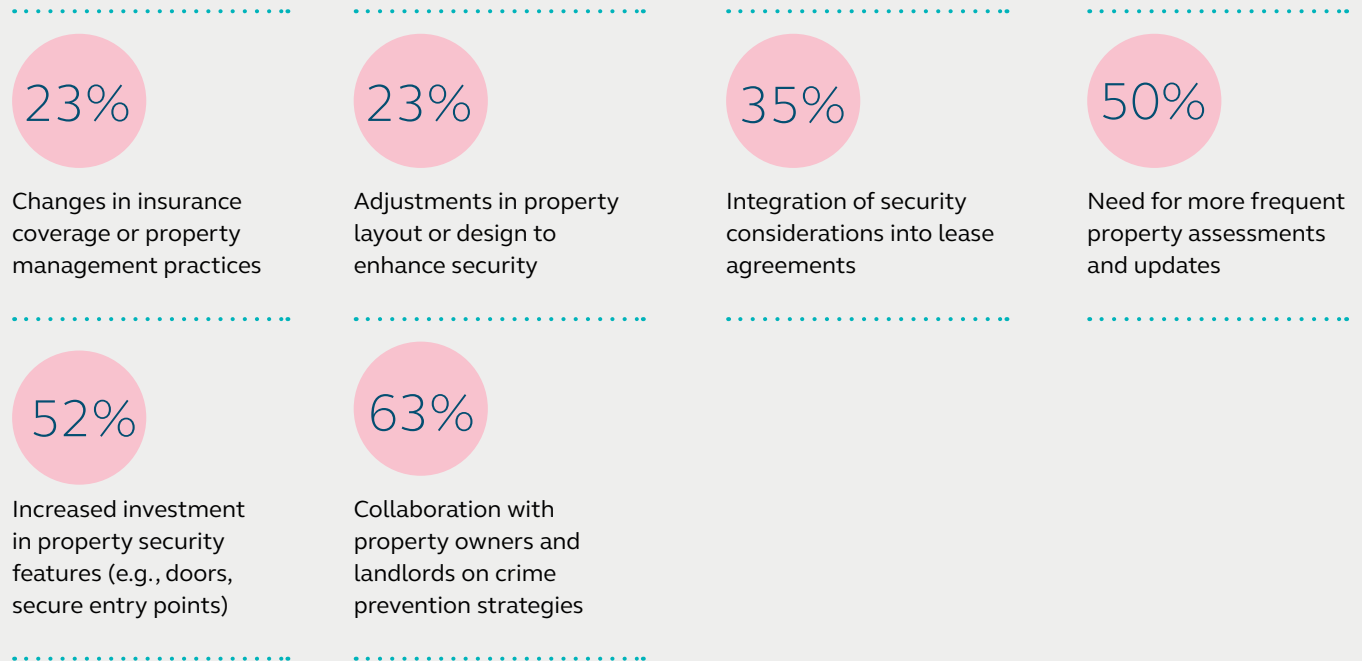 23%
Changes in insurance
coverage or property
management practices
23%
Adjustments in property
layout or design to
enhance security
35%
Integration of security
considerations into lease
agreements
50%
Need for more frequent
property assessments
and updates
52%
Increased investment
in property security
features (e.g., doors,
secure entry points)
63%
Collaboration with
property owners and
landlords on crime
prevention strategies